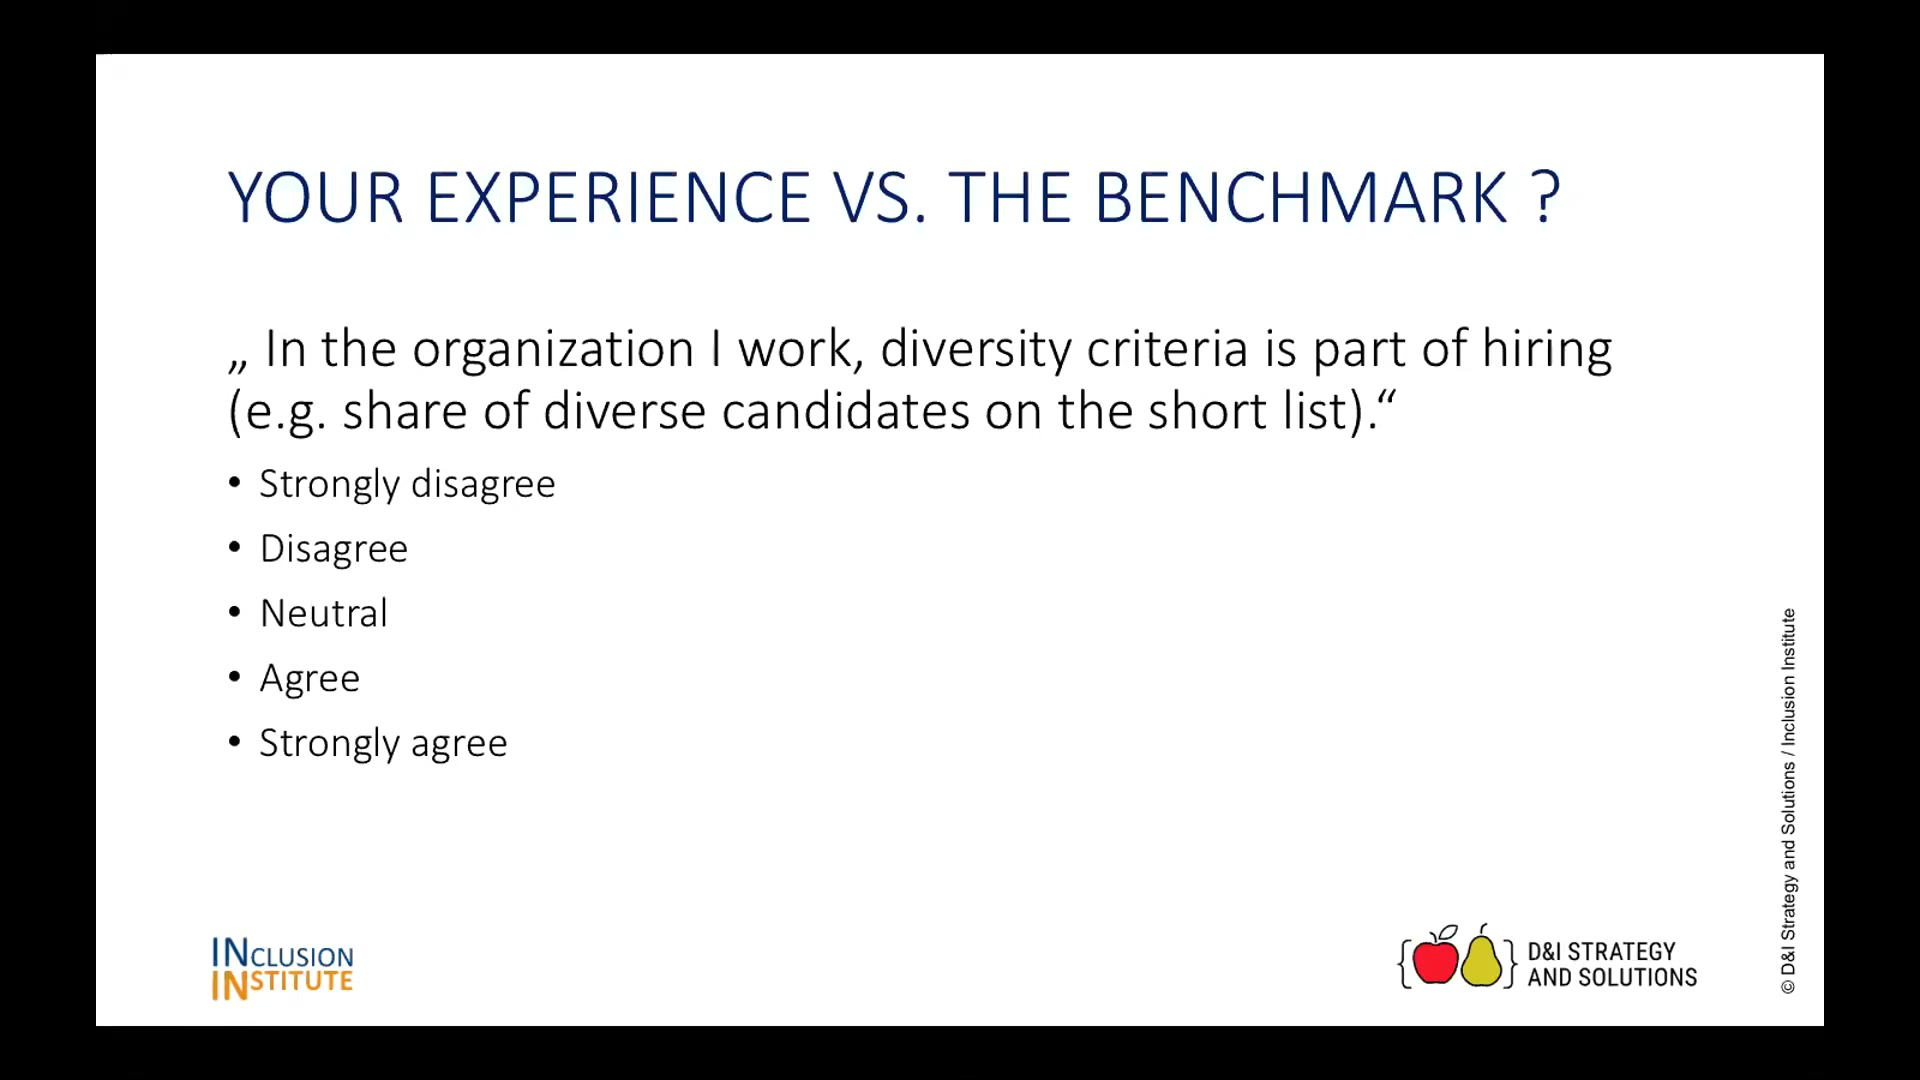 YOUR EXPERIENCE VS. THE BENCHMARK ?
„ In the organization I work, diversity criteria is part of hiring
(e.g. share of diverse candidates on the short list).“
• Strongly disagree
• Disagree
• Neutral
• Agree
• Strongly agree
INCLUSION
INSTITUTE
D&I STRATEGY
AND SOLUTIONS
© D&I Strategy and Solutions / Inclusion Institute